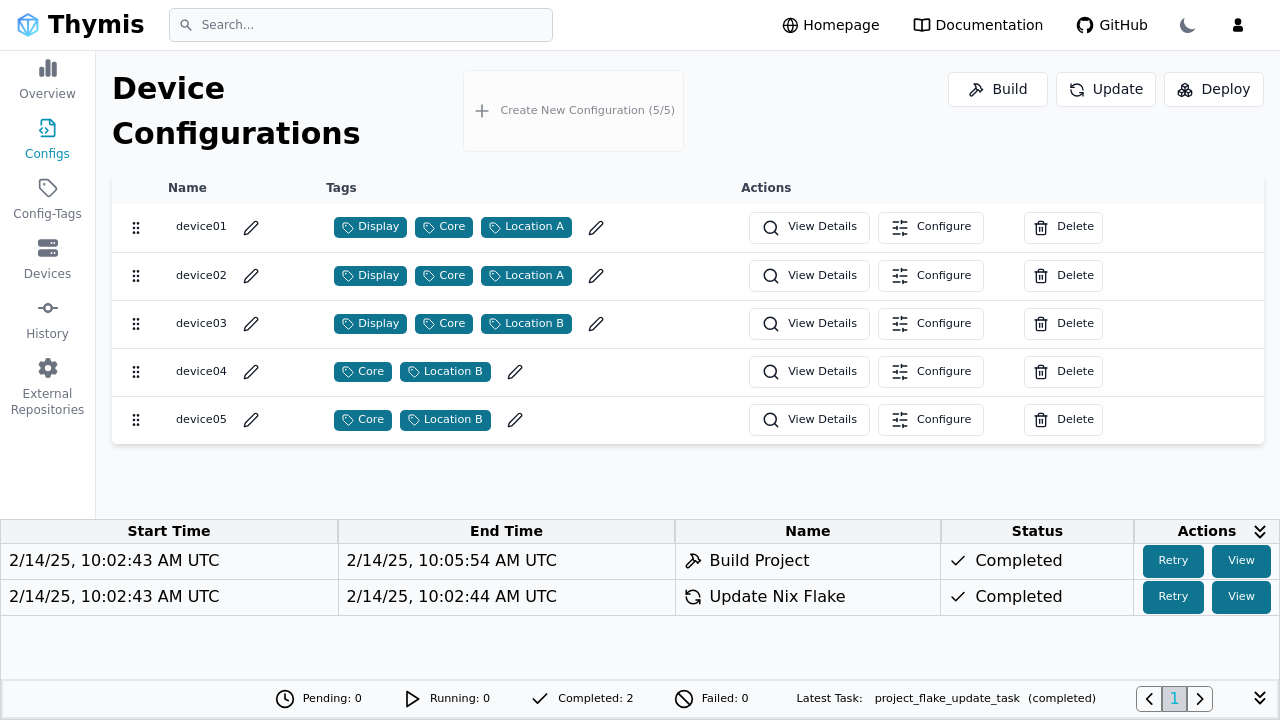 Thymis
Search...
Homepage
Documentation
GitHub
Overview
Configs
Config-Tags
Devices
History
External
Repositories
Device
Configurations
Create New Configuration (5/5)
Build
Update
Deploy
Name Tags Actions
device01 Display Core Location A View Details Configure Delete
device02 Display Core Location A View Details Configure Delete
device03 Display Core Location B View Details Configure Delete
device04 Core Location B View Details Configure Delete
device05 Core Location B View Details Configure Delete
Start Time End Time Name Status Actions
2/14/25, 10:02:43 AM UTC 2/14/25, 10:05:54 AM UTC Build Project Completed Retry View
2/14/25, 10:02:43 AM UTC 2/14/25, 10:02:44 AM UTC Update Nix Flake Completed Retry View
Pending: 0 Running: 0 Completed: 2 Failed: 0 Latest Task: project_flake_update_task (completed) 1